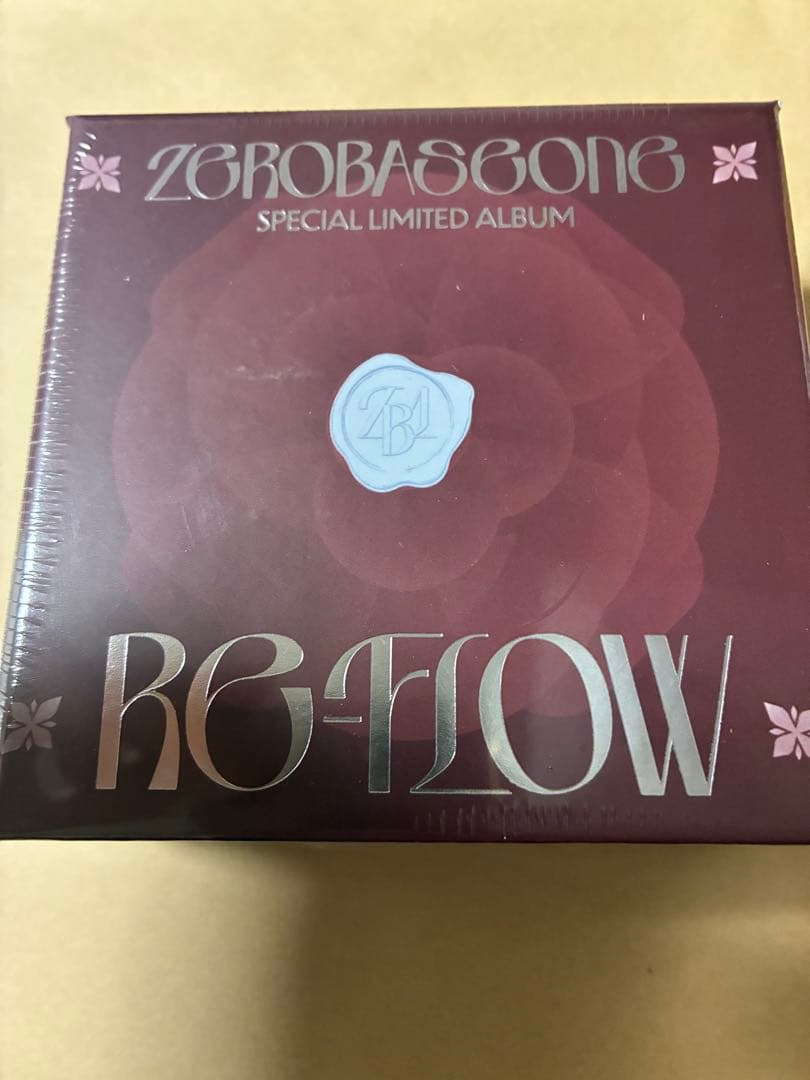 ZEROBASEONE
SPECIAL LIMITED ALBUM
ZB1
RE-FLOW